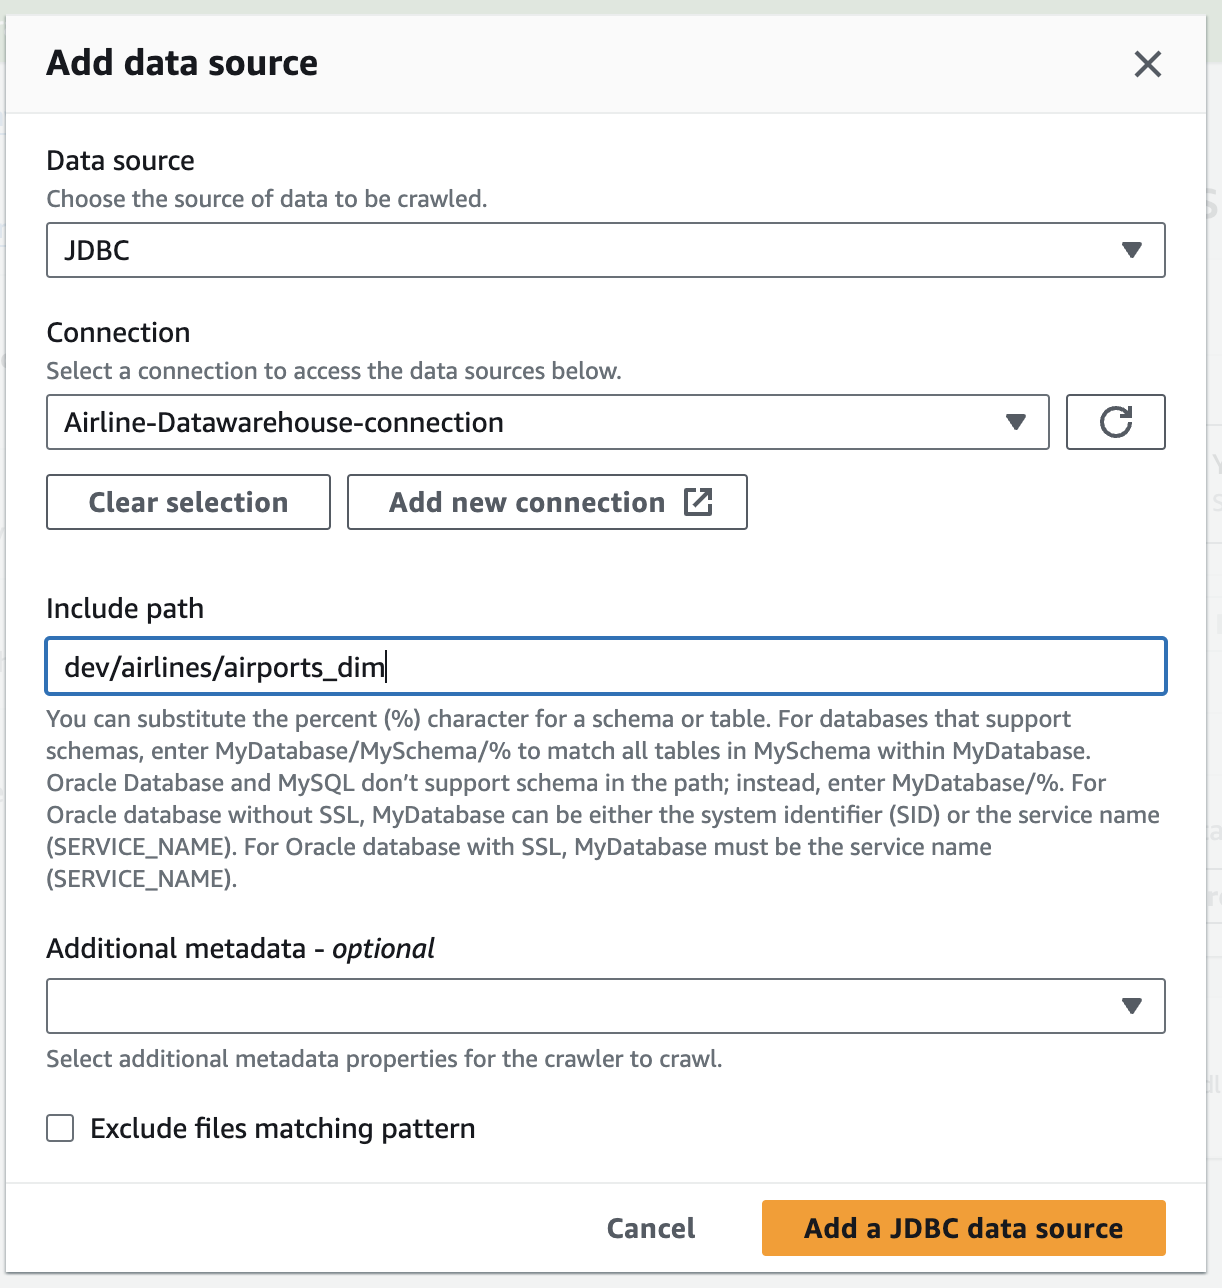 Add data source
Data source
Choose the source of data to be crawled.
JDBC
Connection
Select a connection to access the data sources below.
Airline-Datawarehouse-connection
Clear selection
Add new connection
Include path
dev/airlines/airports_dim
You can substitute the percent (%) character for a schema or table. For databases that support
schemas, enter MyDatabase/MySchema/% to match all tables in MySchema within MyDatabase.
Oracle Database and MySQL don’t support schema in the path; instead, enter MyDatabase/%. For
Oracle database without SSL, MyDatabase can be either the system identifier (SID) or the service name
(SERVICE_NAME). For Oracle database with SSL, MyDatabase must be the service name
(SERVICE_NAME).
Additional metadata - optional
Select additional metadata properties for the crawler to crawl.
Exclude files matching pattern
Cancel
Add a JDBC data source